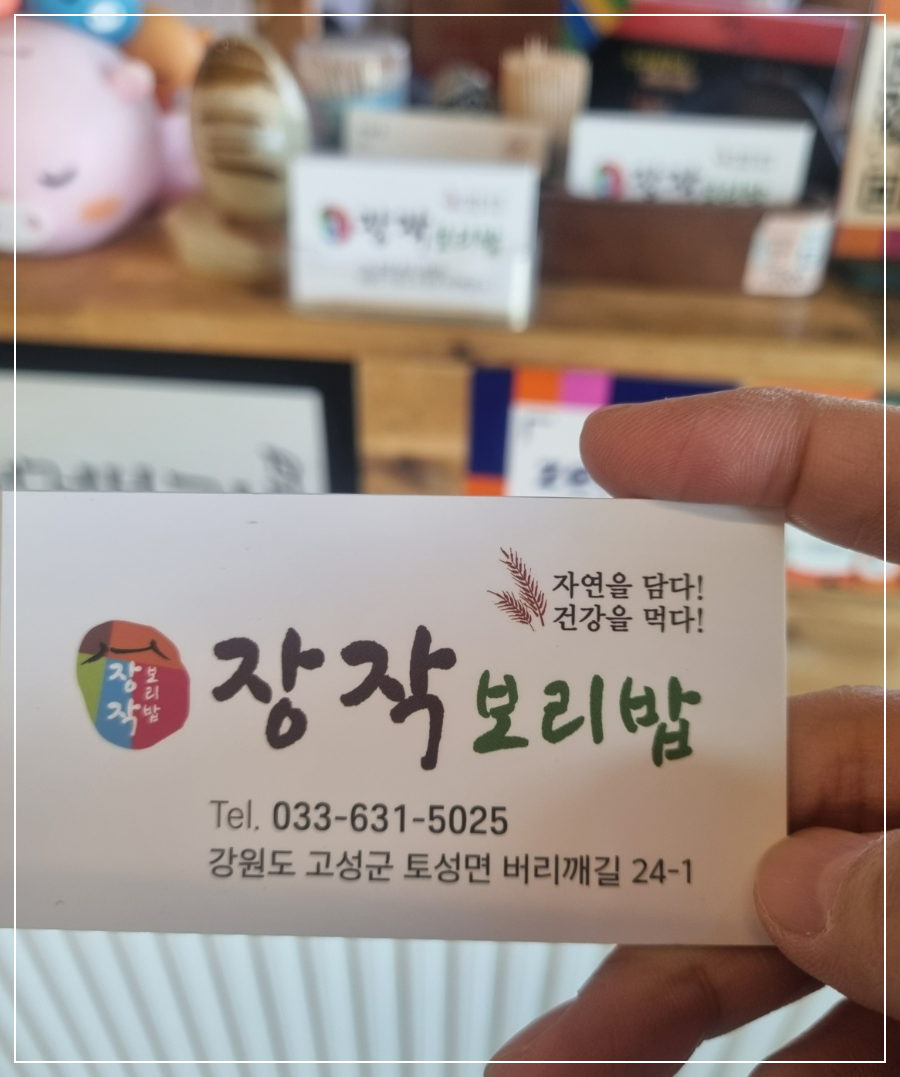 자연을 담다!
건강을 먹다!
장작 보리밥
장작 보리밥
Tel. 033-631-5025
강원도 고성군 토성면 버리깨길 24-1